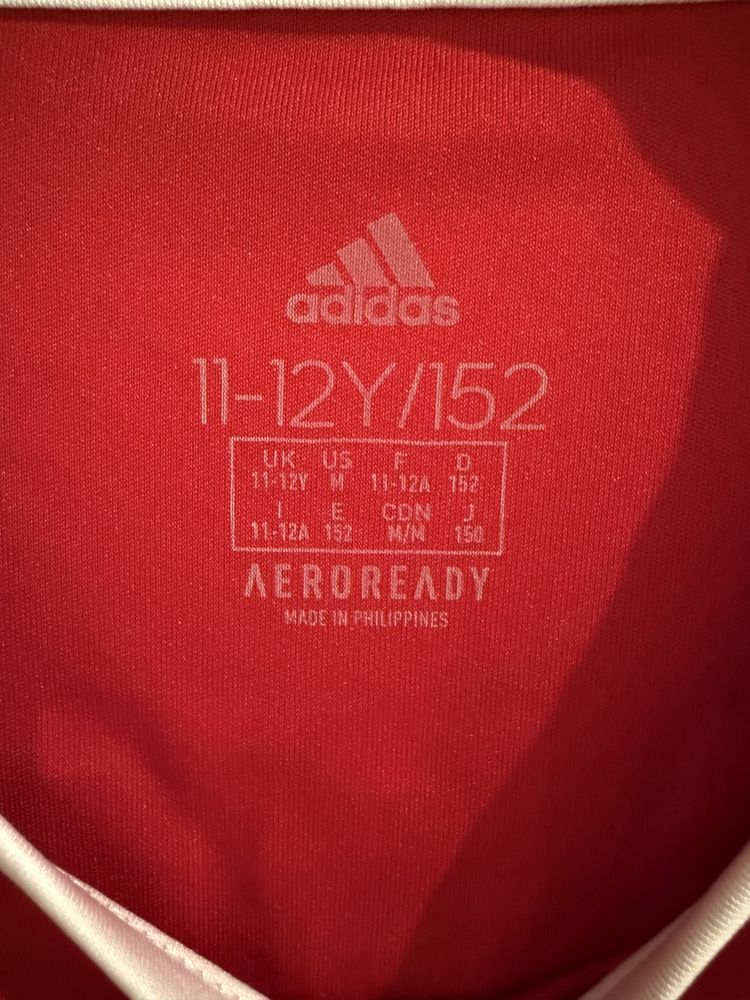 adidas
11-12Y/152
UK US F D
11-12Y M 11-12A 152
I E CDN J
11-12A 152 M/M 150
AEROREADY
MADE IN PHILIPPINES